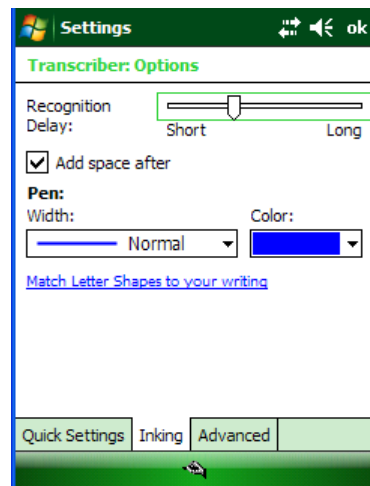 Settings ok
Transcriber: Options
Recognition
Delay:
Short Long
Add space after
Pen:
Width: Color:
Normal
Match Letter Shapes to your writing
Quick Settings Inking Advanced